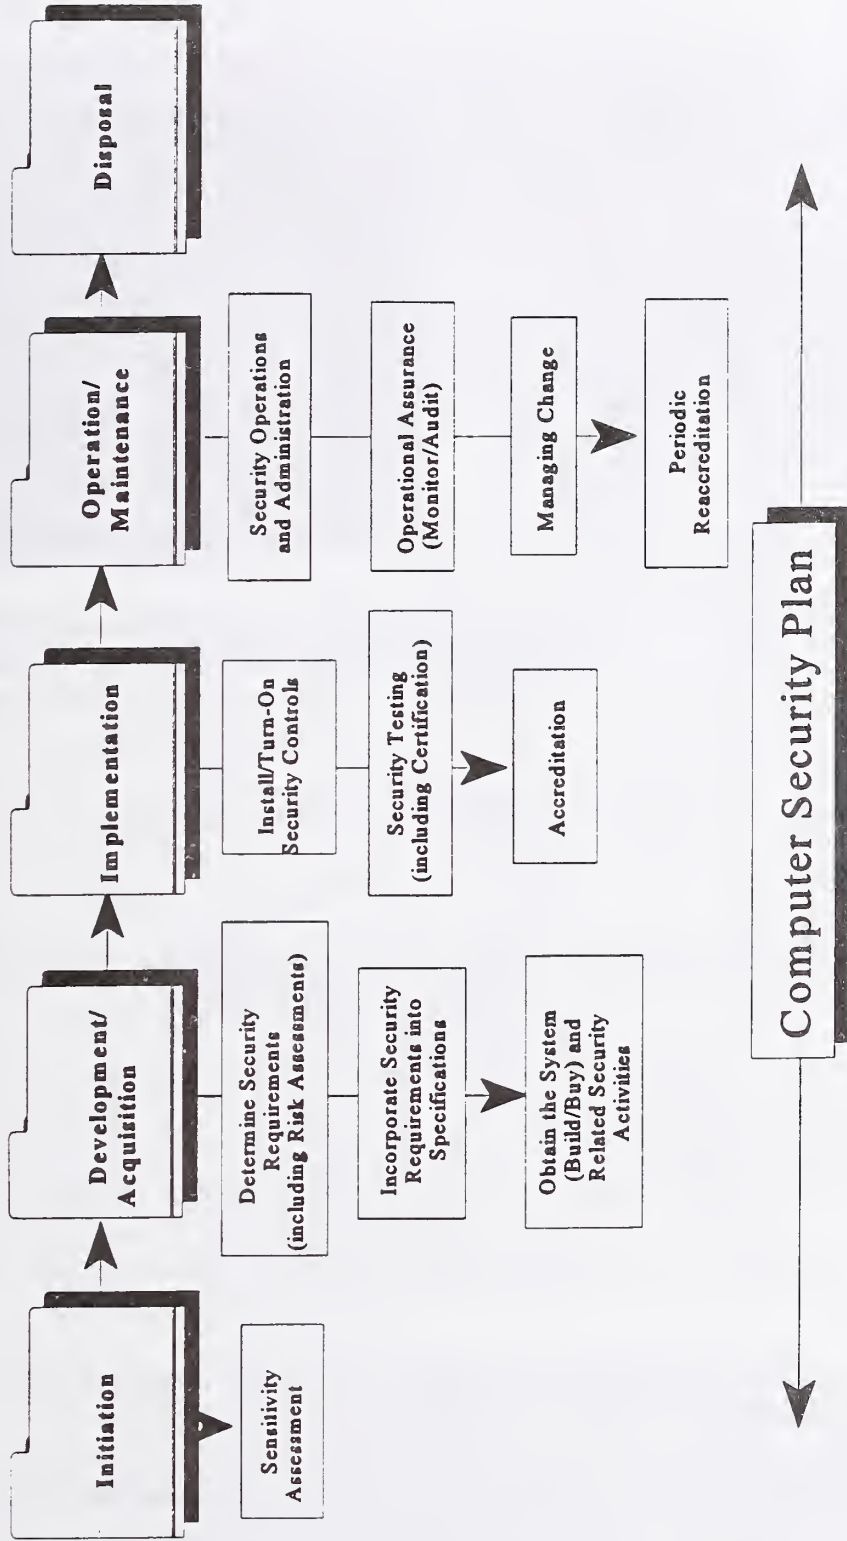 Initiation
Sensitivity
Assessment
Development/
Acquisition
Determine Security
Requirements
(including Risk Assessments)
Incorporate Security
Requirements into
Specifications
Obtain the System
(Build/Buy) and
Related Security
Activities
Implementation
Install/Turn-On
Security Controls
Security Testing
(including Certification)
Accreditation
Operation/
Maintenance
Security Operations
and Administration
Operational Assurance
(Monitor/Audit)
Managing Change
Periodic
Reaccreditation
Disposal
Computer Security Plan